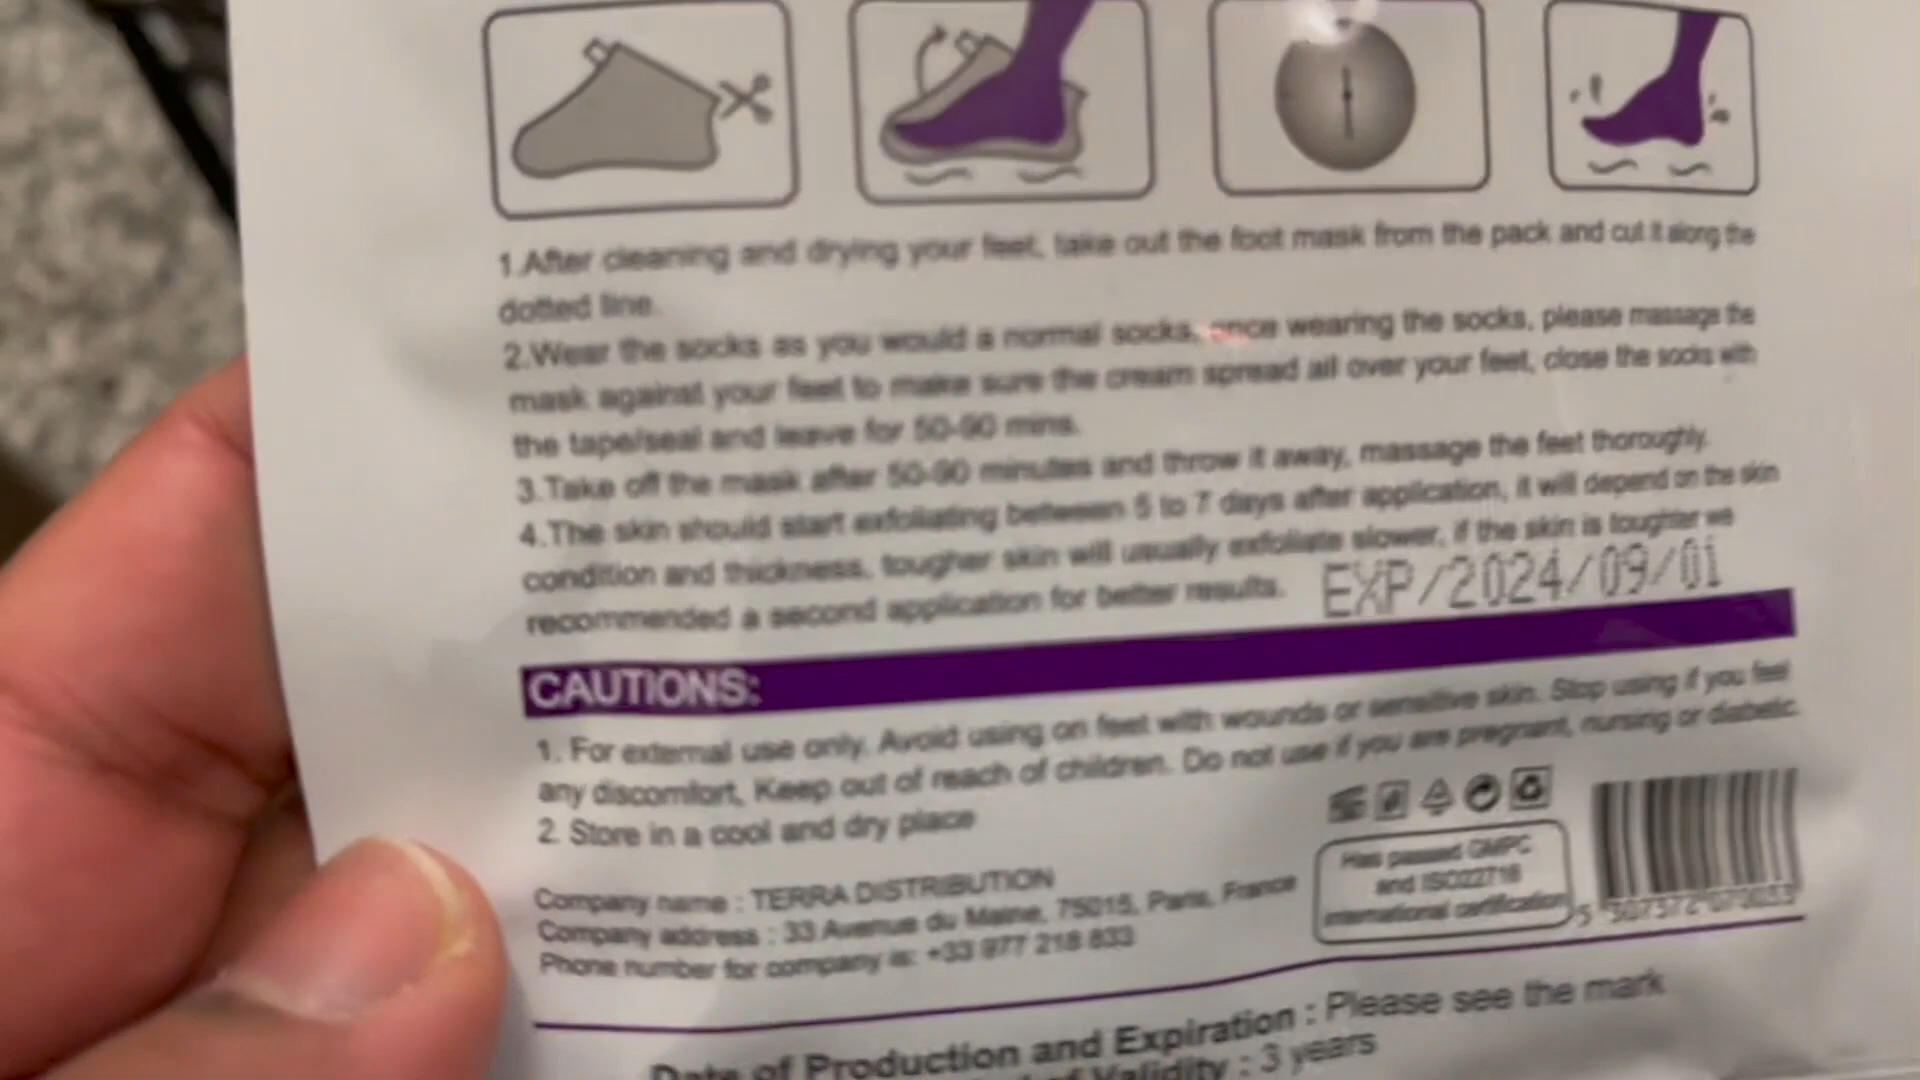 1.After cleaning and drying your feet, take out the foot mask from the pack and cut it along the
dotted line.
2.Wear the socks as you would a normal socks, once wearing the socks, please massage the
mask against your feet to make sure the cream spread all over your feet, close the socks with
the tape/seal and leave for 50-90 mins.
3.Take off the mask after 50-90 minutes and throw it away, massage the feet thoroughly.
4.The skin should start exfoliating between 5 to 7 days after application, it will depend on the skin
condition and thickness, tougher skin will usually exfoliate slower, if the skin is tougher we
recommended a second application for better results.
EXP/2024/09/01
CAUTIONS:
1. For external use only. Avoid using on feet with wounds or sensitive skin. Stop using if you feel
any discomfort, Keep out of reach of children. Do not use if you are pregnant, nursing or diabetic.
2. Store in a cool and dry place
Company name : TERRA DISTRIBUTION
Company address : 33 Avenue du Maine, 75015, Paris, France
Phone number for company is: +33 977 218 833
Has passed GMPC
and ISO22716
international certification
Date of Production and Expiration : Please see the mark
of Validity : 3 years